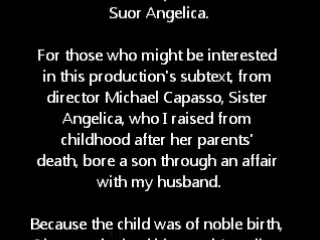 Suor Angelica.
For those who might be interested
in this production's subtext, from
director Michael Capasso, Sister
Angelica, who I raised from
childhood after her parents'
death, bore a son through an affair
with my husband.
Because the child was of noble birth,